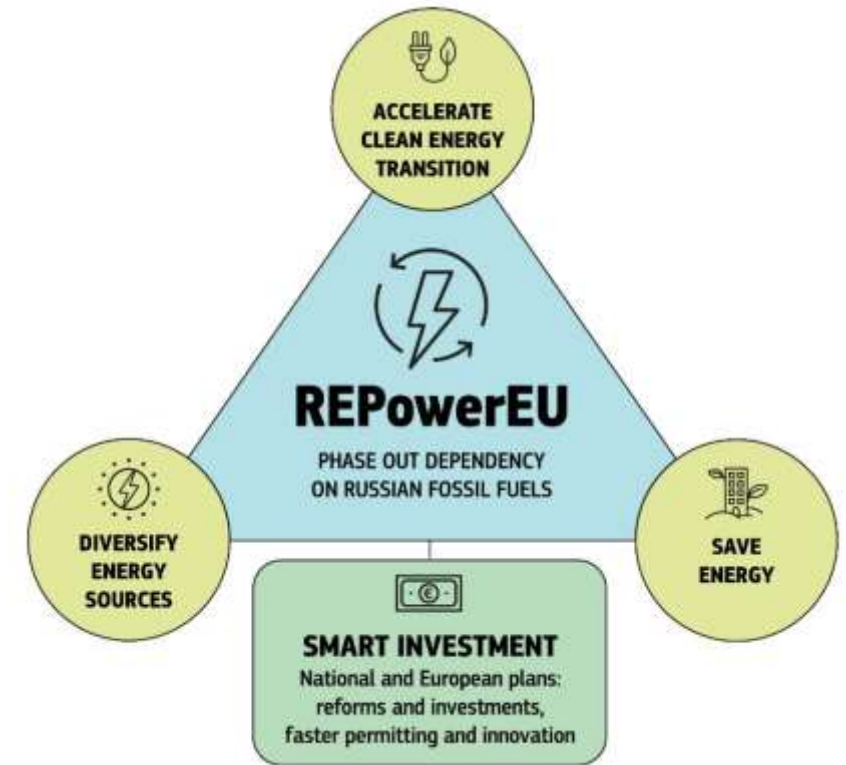 ACCELERATE
CLEAN ENERGY
TRANSITION
REPowerEU
PHASE OUT DEPENDENCY
ON RUSSIAN FOSSIL FUELS
DIVERSIFY
ENERGY
SOURCES
SAVE
ENERGY
€
SMART INVESTMENT
National and European plans:
reforms and investments,
faster permitting and innovation